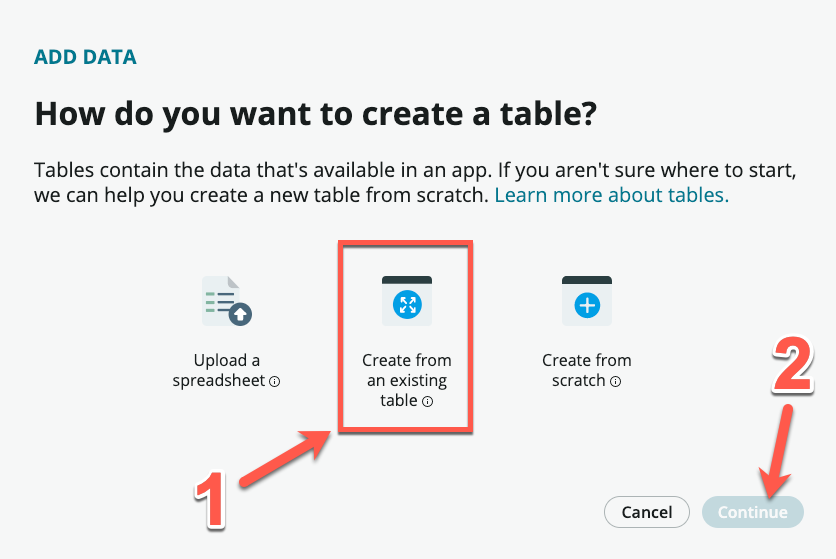 ADD DATA
How do you want to create a table?
Tables contain the data that's available in an app. If you aren't sure where to start,
we can help you create a new table from scratch. Learn more about tables.
Upload a
spreadsheet
Create from
an existing
table
Create from
scratch
1
2
Cancel
Continue